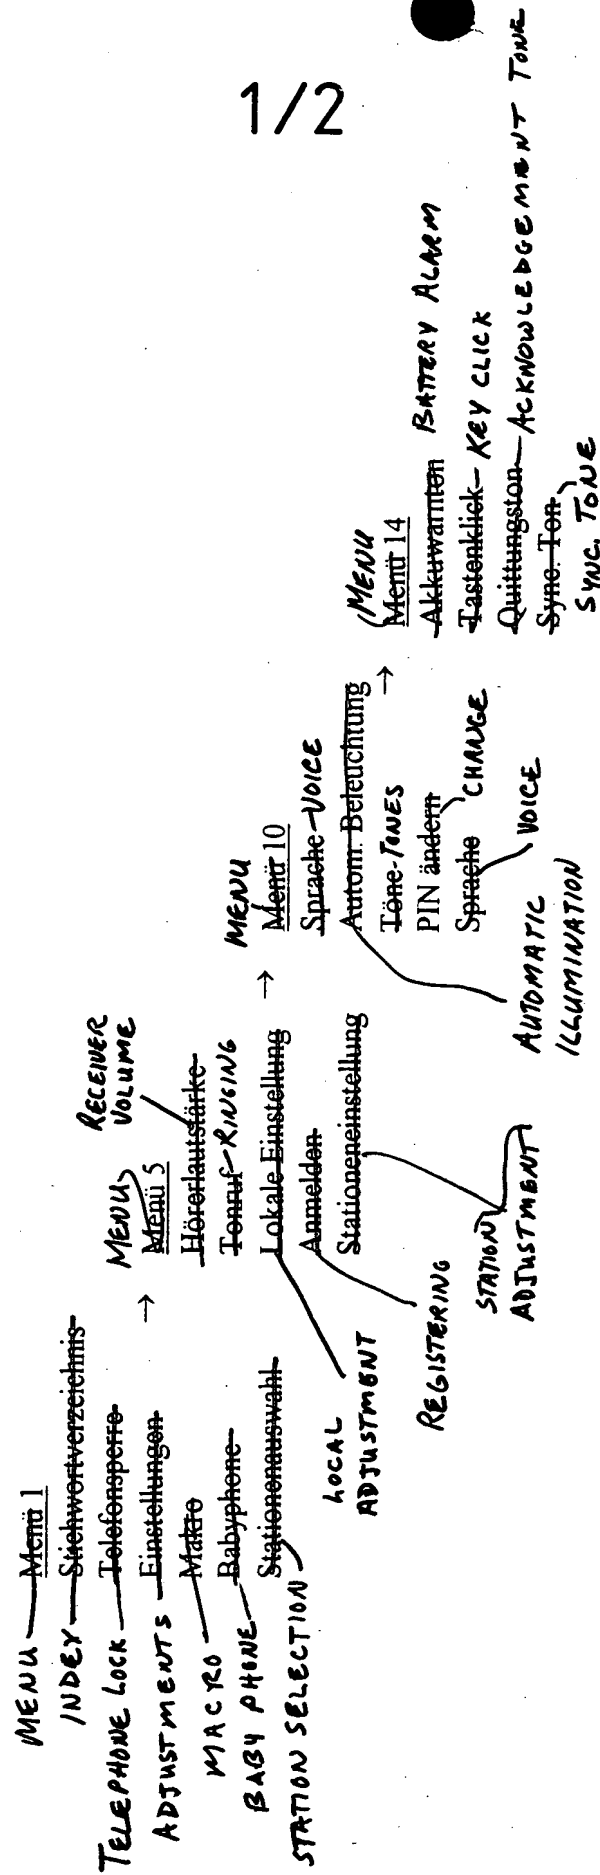 1/2
MENU Menü 1
INDEX Stichwortverzeichnis
TELEPHONE LOCK Telefonsperre
ADJUSTMENTS Einstellungen →
MACRO Makro
BABY PHONE Babyphone
STATION SELECTION Stationenauswahl
MENU
Menü 5
RECEIVER
VOLUME
Hörerlautstärke
Tonruf - RINGING
Lokale Einstellung →
LOCAL
ADJUSTMENT
Anmelden
REGISTERING
Stationeneinstellung
STATION
ADJUSTMENT
MENU
Menü 10
Sprache - VOICE
Autom. Beleuchtung
AUTOMATIC
ILLUMINATION
Töne - TONES →
PIN ändern
CHANGE
Sprache
VOICE
MENU
Menü 14
Akkuwarnton BATTERY ALARM
Tastenklick - KEY CLICK
Quittungston - ACKNOWLEDGEMENT TONE
Sync. Ton
SYNC. TONE